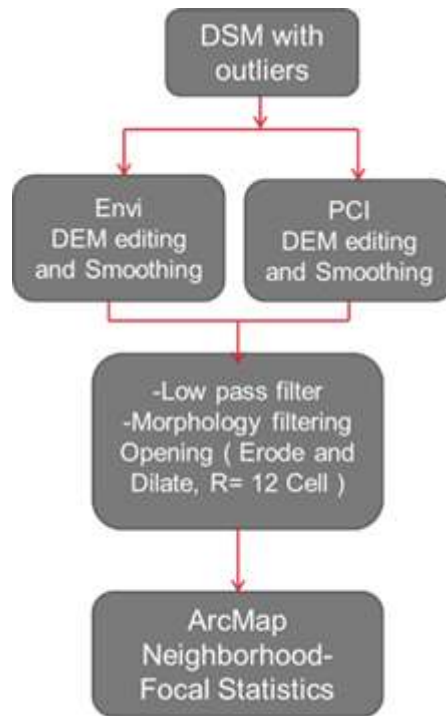 DSM with
outliers
Envi
DEM editing
and Smoothing
PCI
DEM editing
and Smoothing
-Low pass filter
-Morphology filtering
Opening ( Erode and
Dilate, R= 12 Cell )
ArcMap
Neighborhood-
Focal Statistics